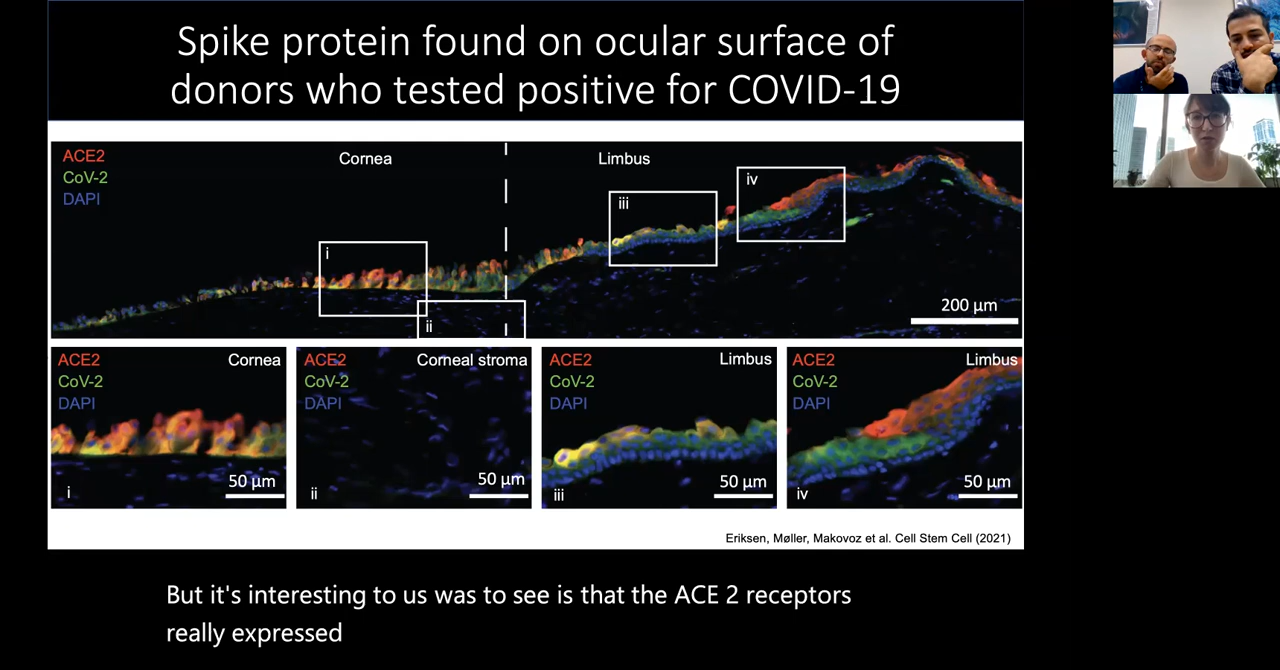 Spike protein found on ocular surface of
donors who tested positive for COVID-19
ACE2
CoV-2
DAPI
Cornea
Limbus
i
ii
iii
iv
200 µm
ACE2
CoV-2
DAPI
Cornea
50 µm
i
ACE2
CoV-2
DAPI
Corneal stroma
50 µm
ii
ACE2
CoV-2
DAPI
Limbus
50 µm
iii
ACE2
CoV-2
DAPI
Limbus
50 µm
iv
Eriksen, Møller, Makovoz et al. Cell Stem Cell (2021)
But it's interesting to us was to see is that the ACE 2 receptors
really expressed